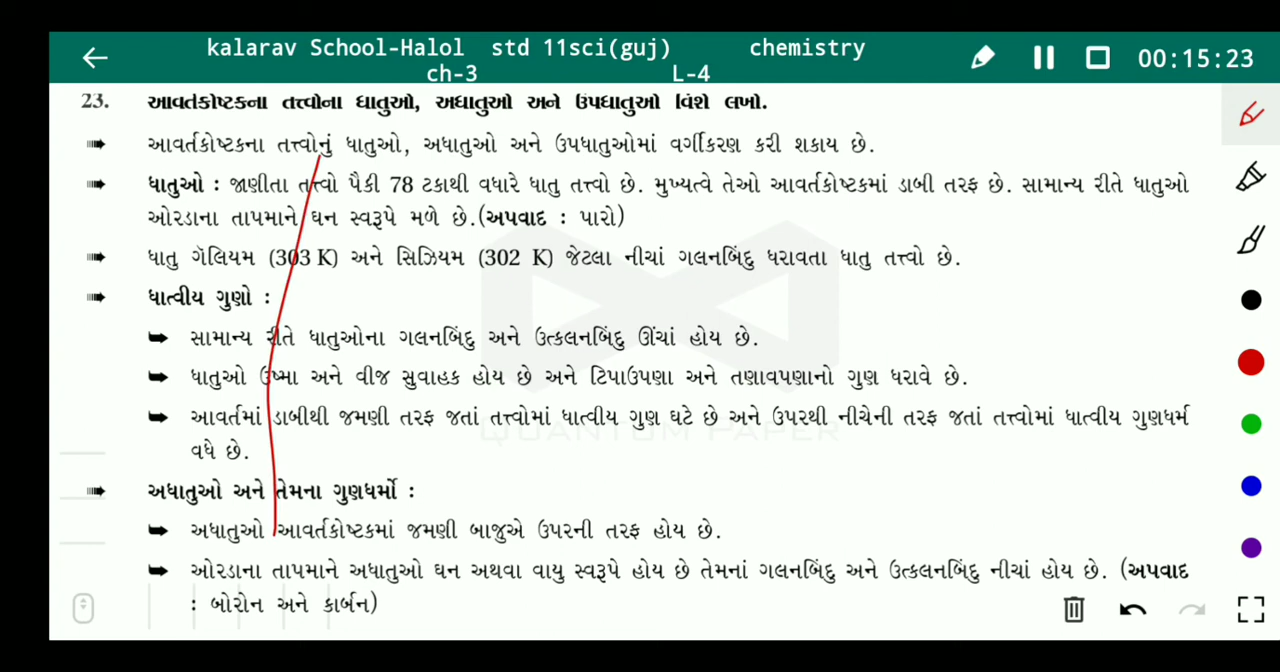 kalarav School-Halol std 11sci(guj) chemistry
ch-3 L-4
00:15:23
23. આવર્તકોષ્ટકના તત્ત્વોના ધાતુઓ, અધાતુઓ અને ઉપધાતુઓ વિશે લખો.
આવર્તકોષ્ટકના તત્ત્વોનું ધાતુઓ, અધાતુઓ અને ઉપધાતુઓમાં વર્ગીકરણ કરી શકાય છે.
ધાતુઓ : જાણીતા તત્ત્વો પૈકી 78 ટકાથી વધારે ધાતુ તત્ત્વો છે. મુખ્યત્વે તેઓ આવર્તકોષ્ટકમાં ડાબી તરફ છે. સામાન્ય રીતે ધાતુઓ
ઓરડાના તાપમાને ઘન સ્વરૂપે મળે છે.(અપવાદ : પારો)
ધાતુ ગૅલિયમ (303 K) અને સિઝિયમ (302 K) જેટલા નીચાં ગલનબિંદુ ધરાવતા ધાતુ તત્ત્વો છે.
ધાત્વીય ગુણો :
સામાન્ય રીતે ધાતુઓના ગલનબિંદુ અને ઉત્કલનબિંદુ ઊંચાં હોય છે.
ધાતુઓ ઉષ્મા અને વીજ સુવાહક હોય છે અને ટિપાઉપણા અને તણાવપણાનો ગુણ ધરાવે છે.
આવર્તમાં ડાબીથી જમણી તરફ જતાં તત્ત્વોમાં ધાત્વીય ગુણ ઘટે છે અને ઉપરથી નીચેની તરફ જતાં તત્ત્વોમાં ધાત્વીય ગુણધર્મ
વધે છે.
QUANTUM PAPER
અધાતુઓ અને તેમના ગુણધર્મો :
અધાતુઓ આવર્તકોષ્ટકમાં જમણી બાજુએ ઉપરની તરફ હોય છે.
ઓરડાના તાપમાને અધાતુઓ ઘન અથવા વાયુ સ્વરૂપે હોય છે તેમનાં ગલનબિંદુ અને ઉત્કલનબિંદુ નીચાં હોય છે. (અપવાદ
: બોરોન અને કાર્બન)